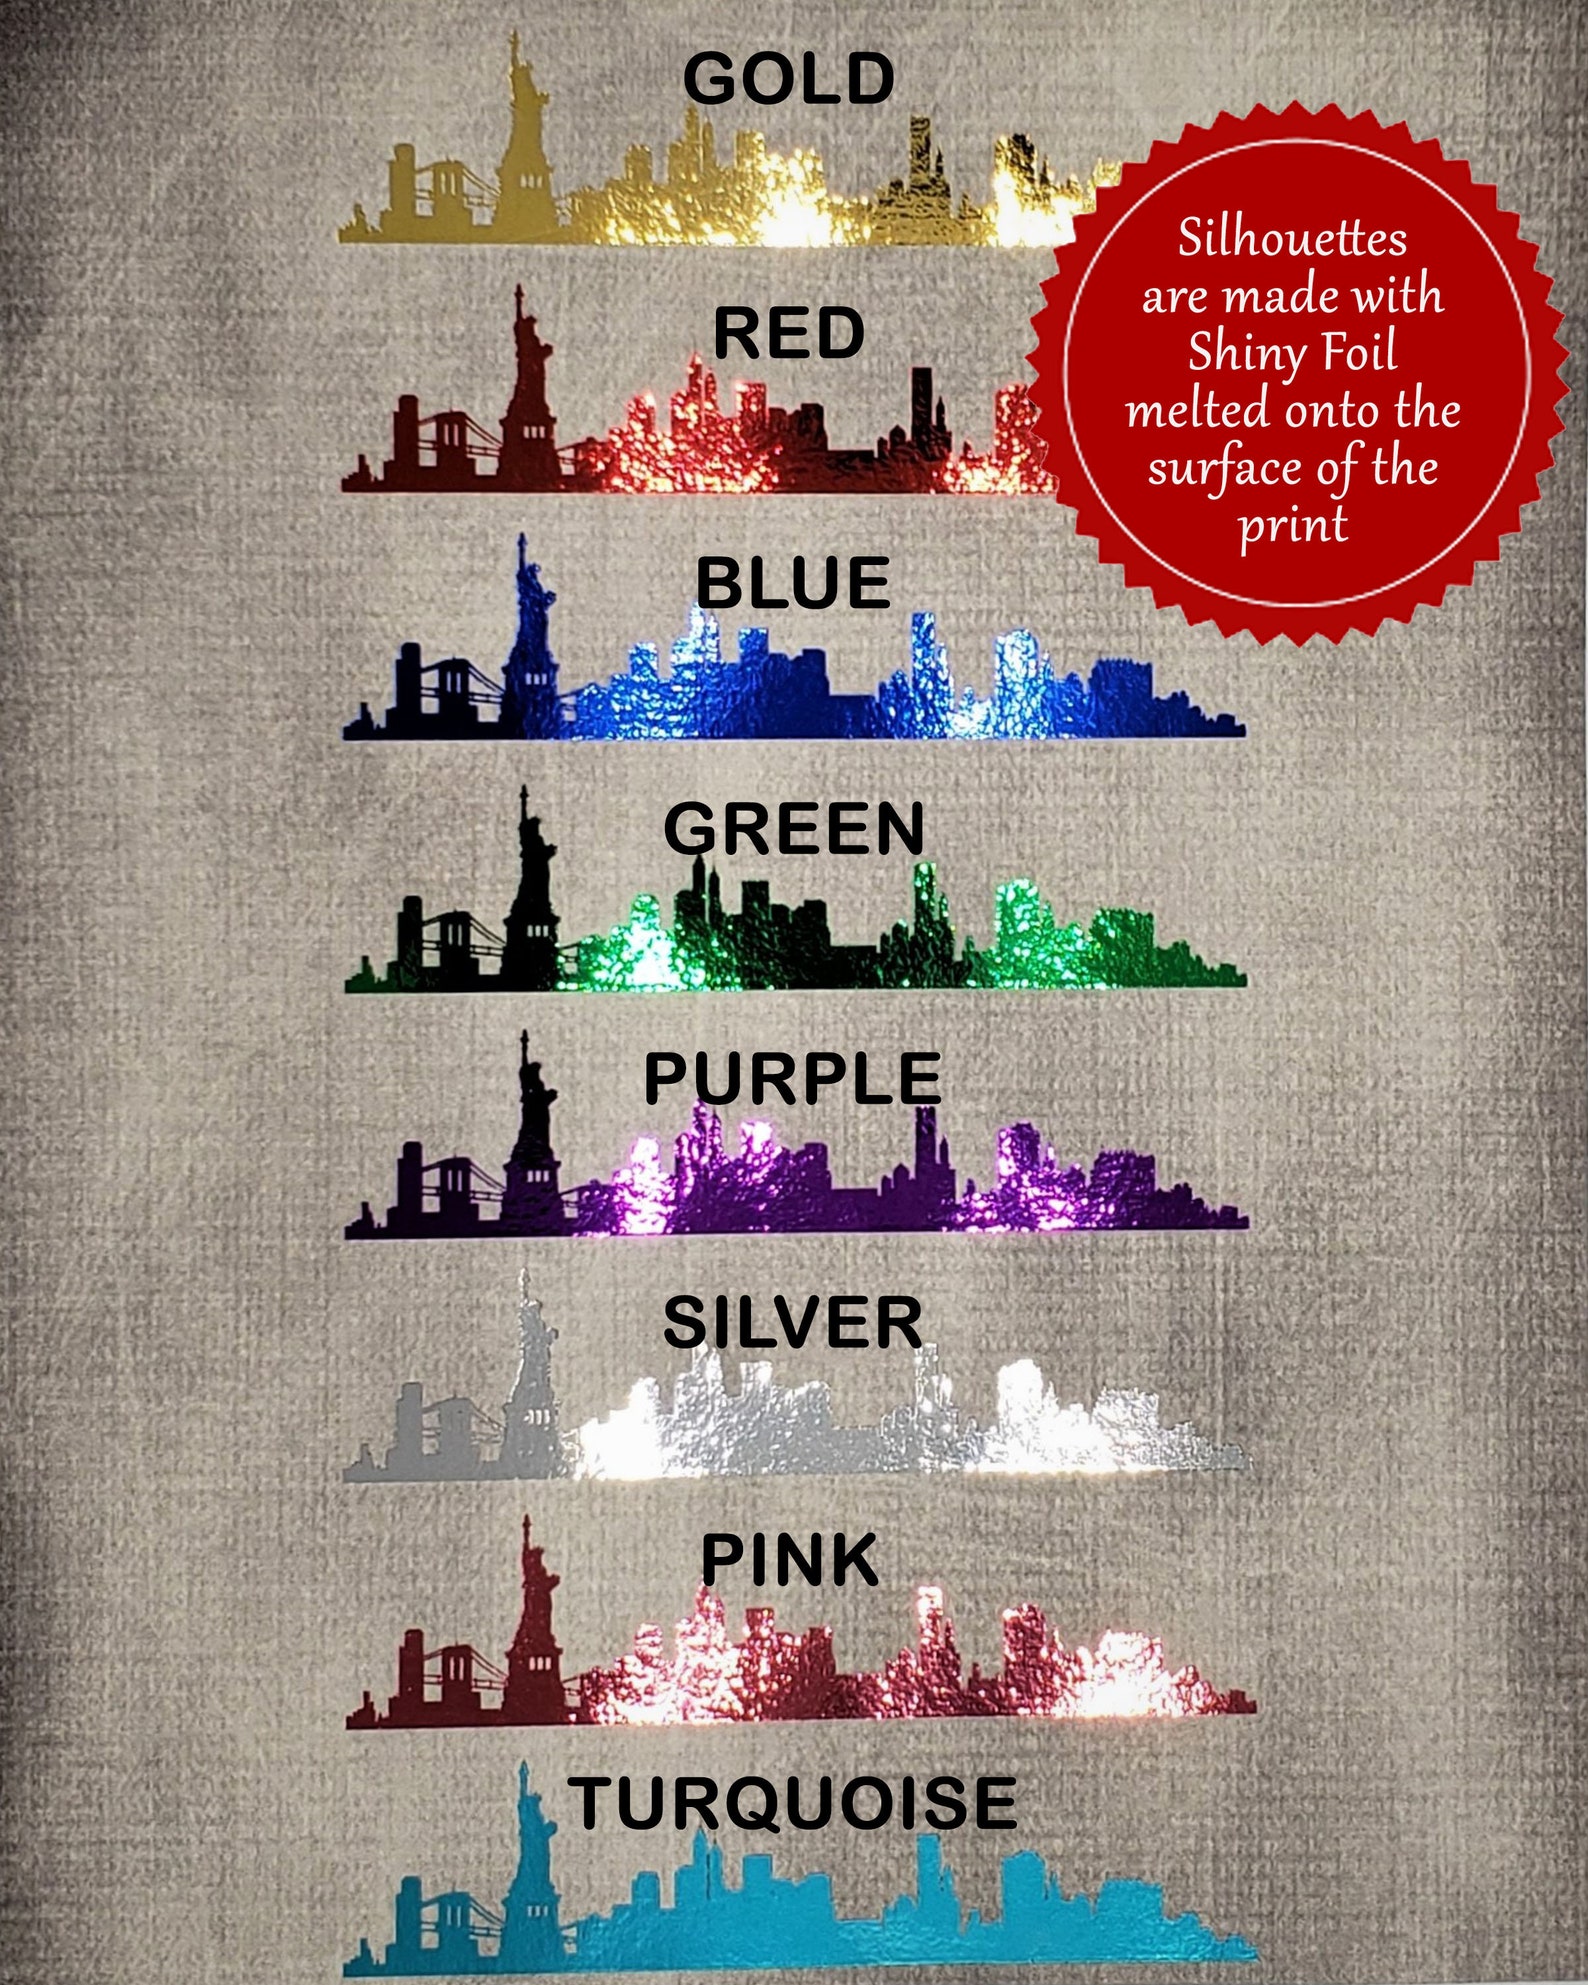 GOLD
Silhouettes
are made with
Shiny Foil
melted onto the
surface of the
print
RED
BLUE
GREEN
PURPLE
SILVER
PINK
TURQUOISE